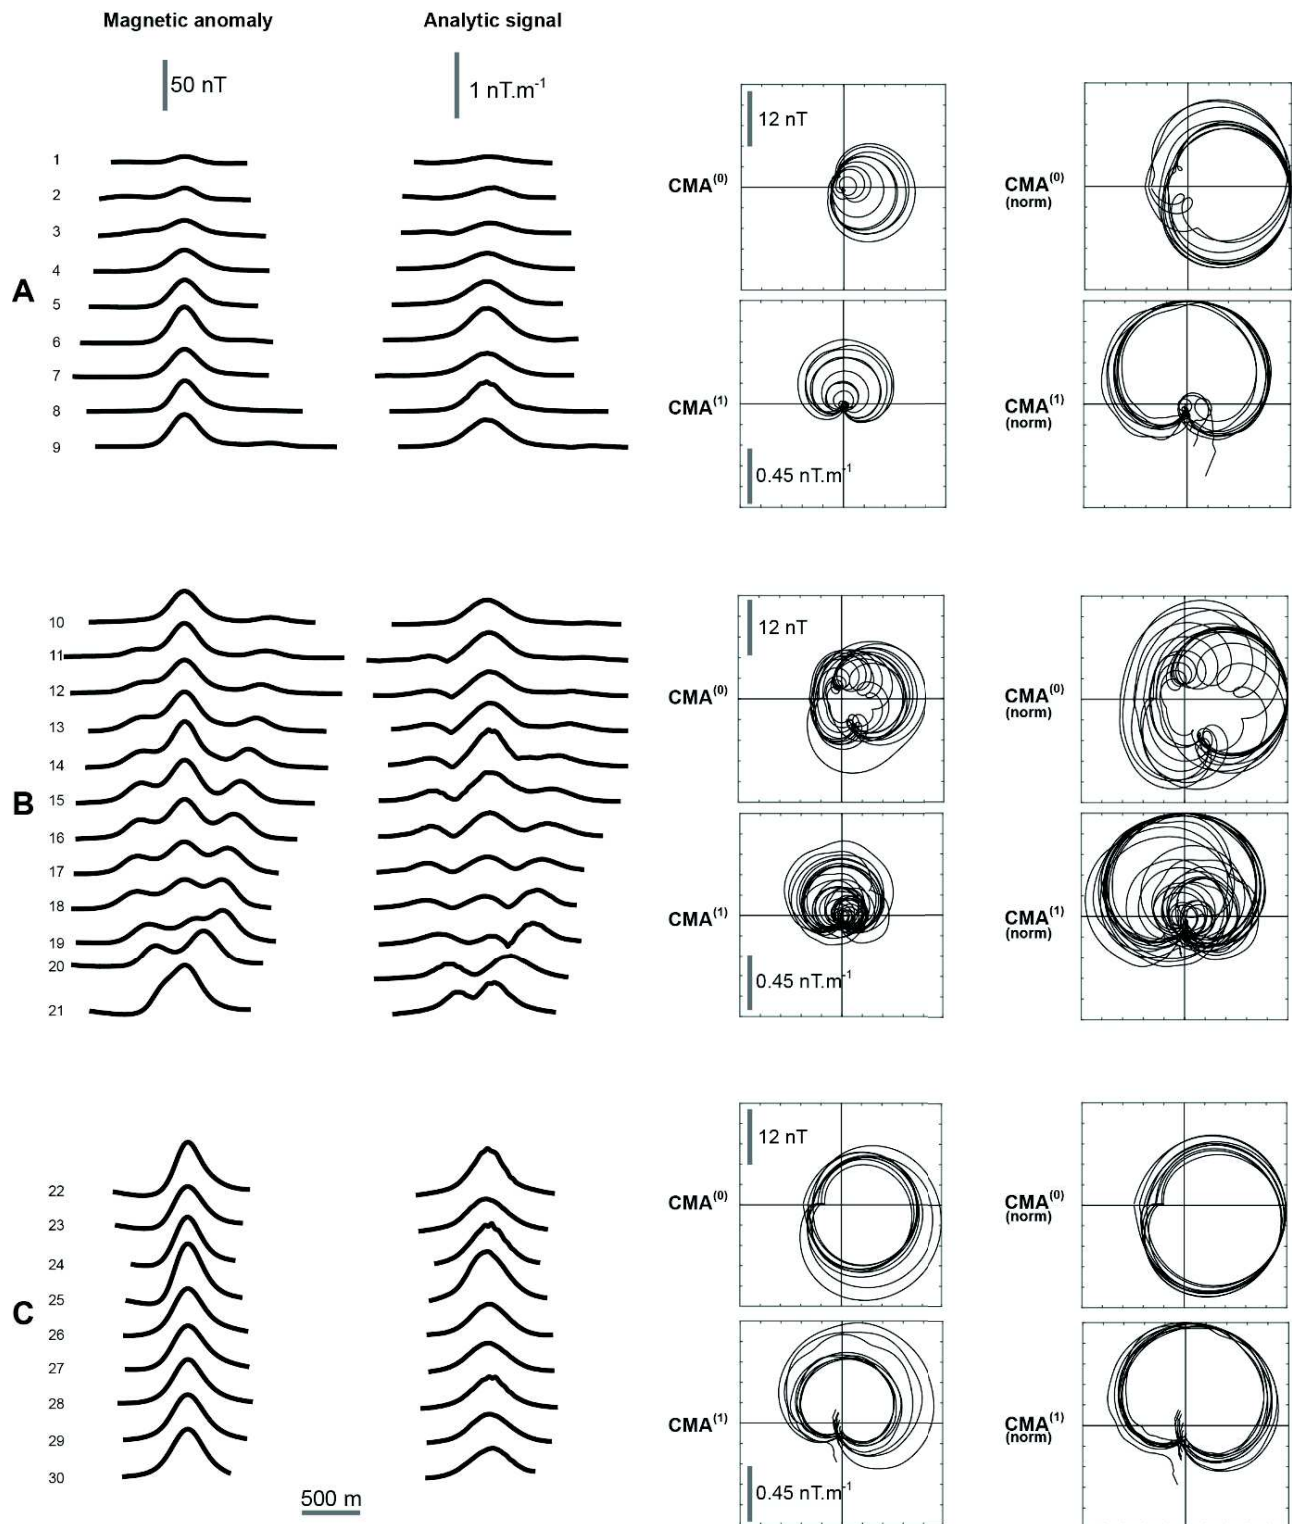 Magnetic anomaly Analytic signal
50 nT
1 nT.m-1
A
1
2
3
4
5
6
7
8
9
12 nT
CMA(0)
CMA(0)
(norm)
CMA(1)
0.45 nT.m-1
CMA(1)
(norm)
B
10
11
12
13
14
15
16
17
18
19
20
21
12 nT
CMA(0)
CMA(0)
(norm)
CMA(1)
0.45 nT.m-1
CMA(1)
(norm)
C
22
23
24
25
26
27
28
29
30
500 m
12 nT
CMA(0)
CMA(0)
(norm)
CMA(1)
0.45 nT.m-1
CMA(1)
(norm)